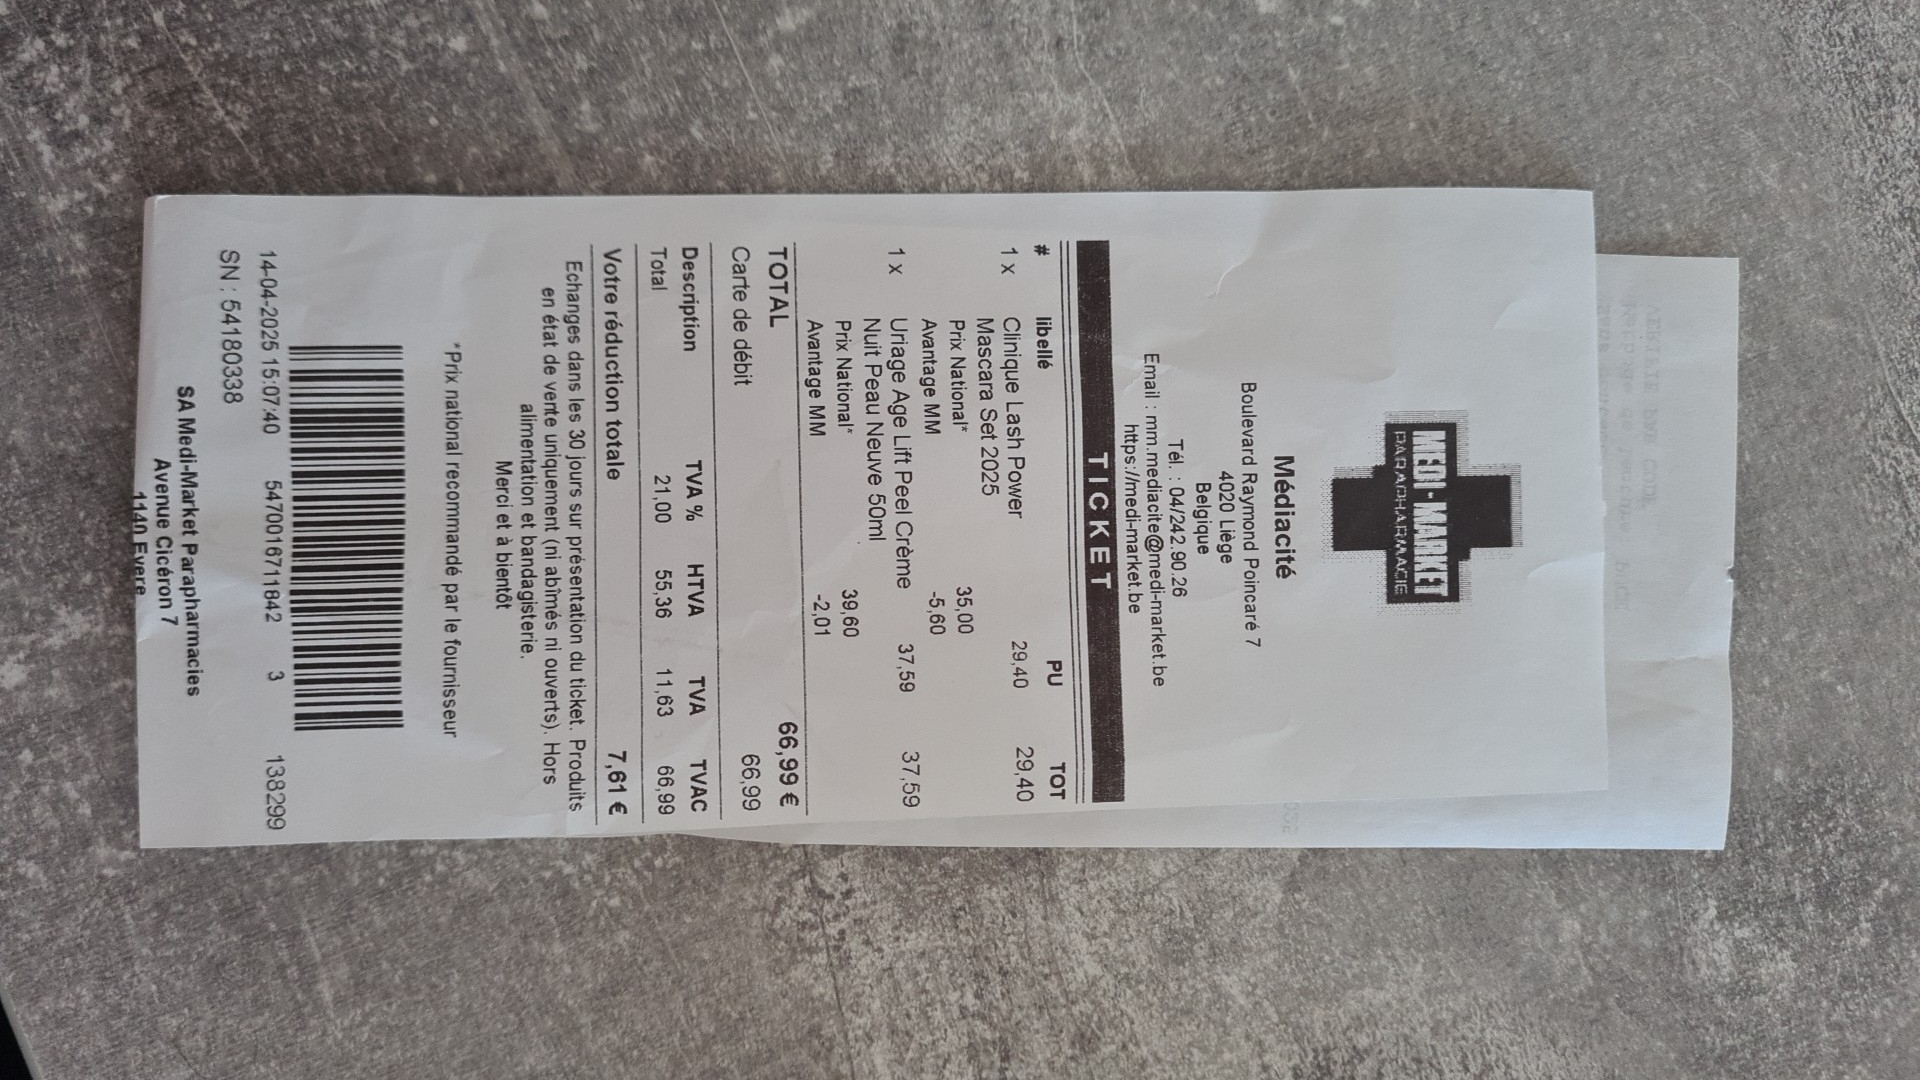 MEDI-MARKET
PARAPHARMACIE
Médiacité
Boulevard Raymond Poincaré 7
4020 Liège
Belgique
Tél. : 04/242.90.26
Email : mm.mediacite@medi-market.be
https://medi-market.be
TICKET
# libellé PU TOT
1 x Clinique Lash Power 29,40 29,40
Mascara Set 2025
Prix National* 35,00
Avantage MM -5,60
1 x Uriage Age Lift Peel Crème 37,59 37,59
Nuit Peau Neuve 50ml
Prix National* 39,60
Avantage MM -2,01
TOTAL 66,99 €
Carte de débit 66,99
Description TVA % HTVA TVA TVAC
Total 21,00 55,36 11,63 66,99
Votre réduction totale 7,61 €
Echanges dans les 30 jours sur présentation du ticket. Produits
en état de vente uniquement (ni abîmés ni ouverts). Hors
alimentation et bandagisterie.
Merci et à bientôt
*Prix national recommandé par le fournisseur
14-04-2025 15:07:40 5470016711842 3 138299
SN : 54180338
SA Medi-Market Parapharmacies
Avenue Cicéron 7
1140 Evere